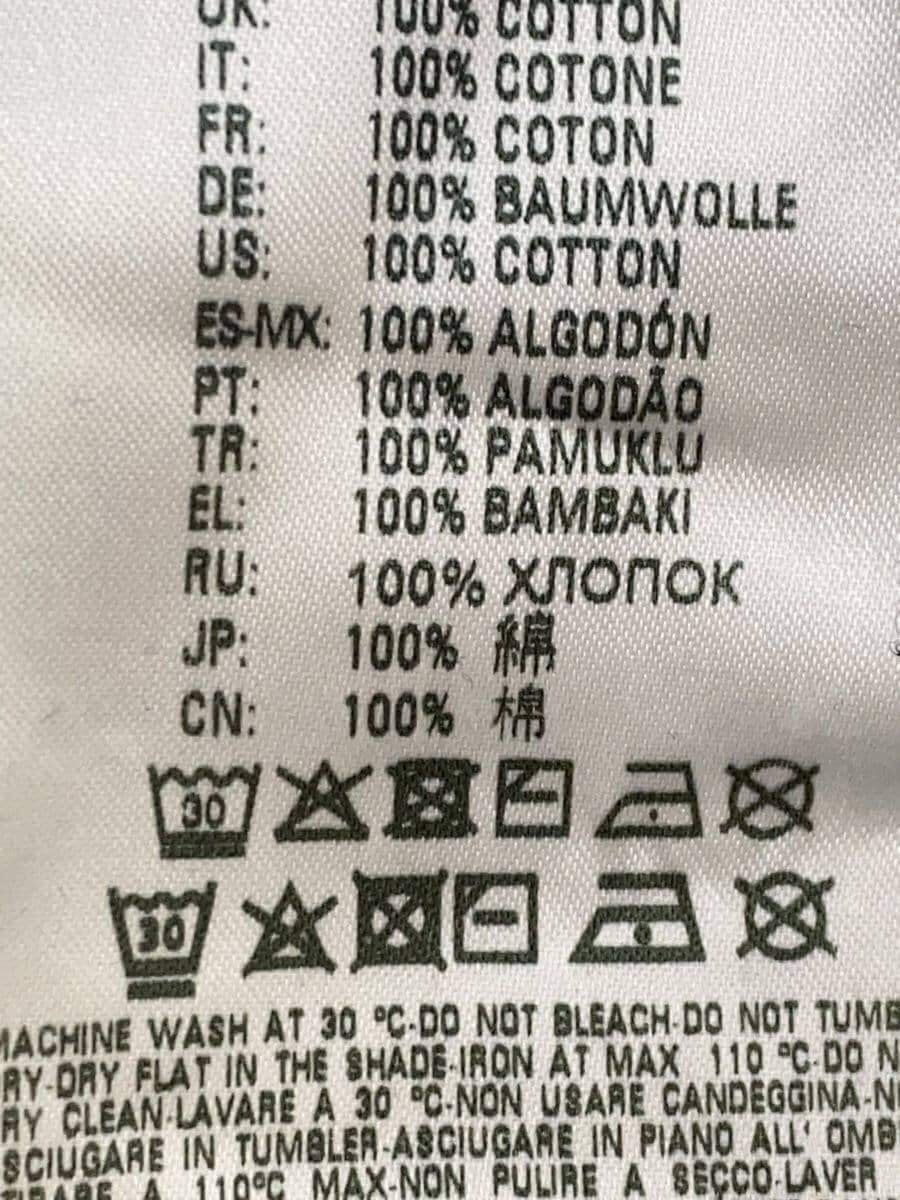 UK: 100% COTTON
IT: 100% COTONE
FR: 100% COTON
DE: 100% BAUMWOLLE
US: 100% COTTON
ES-MX: 100% ALGODÓN
PT: 100% ALGODÃO
TR: 100% PAMUKLU
EL: 100% BAMBAKI
RU: 100% ХЛОПОК
JP: 100% 綿
CN: 100% 棉
30
30
MACHINE WASH AT 30 °C-DO NOT BLEACH-DO NOT TUMB
RY-DRY FLAT IN THE SHADE-IRON AT MAX 110 °C-DO N
RY CLEAN-LAVARE A 30 °C-NON USARE CANDEGGINA-N
SCIUGARE IN TUMBLER-ASCIUGARE IN PIANO ALL' OMB
A 110°C MAX-NON PULIRE A SECCO-LAVER